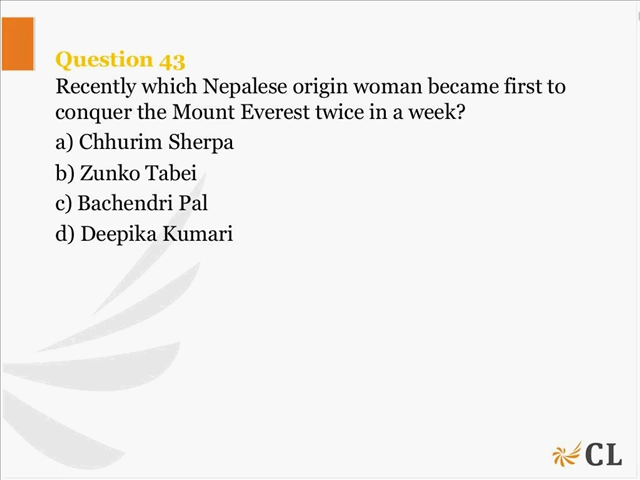 Question 43
Recently which Nepalese origin woman became first to
conquer the Mount Everest twice in a week?
a) Chhurim Sherpa
b) Zunko Tabei
c) Bachendri Pal
d) Deepika Kumari
CL